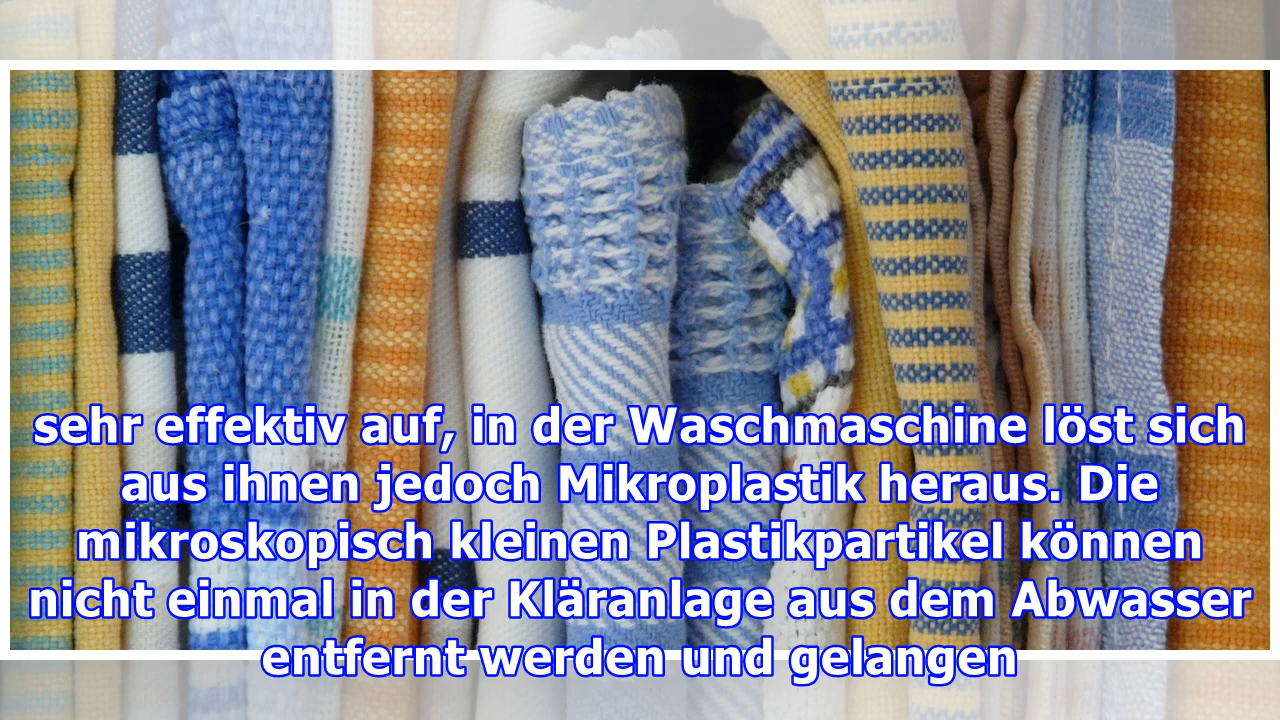 sehr effektiv auf, in der Waschmaschine löst sich
aus ihnen jedoch Mikroplastik heraus. Die
mikroskopisch kleinen Plastikpartikel können
nicht einmal in der Kläranlage aus dem Abwasser
entfernt werden und gelangen